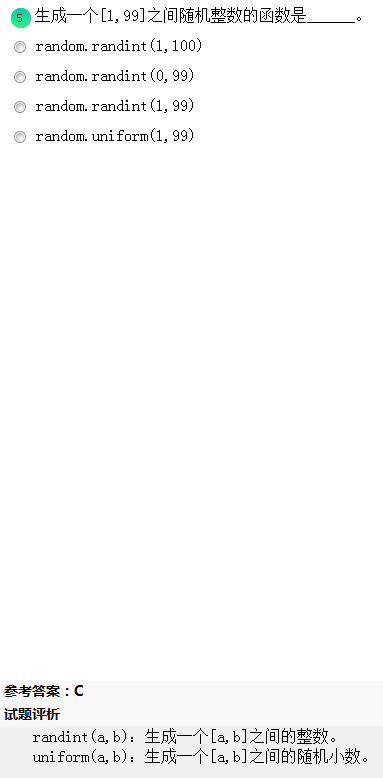 5 生成一个[1,99]之间随机整数的函数是______。
random.randint(1,100)
random.randint(0,99)
random.randint(1,99)
random.uniform(1,99)
参考答案：C
试题评析
randint(a,b)：生成一个[a,b]之间的整数。
uniform(a,b)：生成一个[a,b]之间的随机小数。